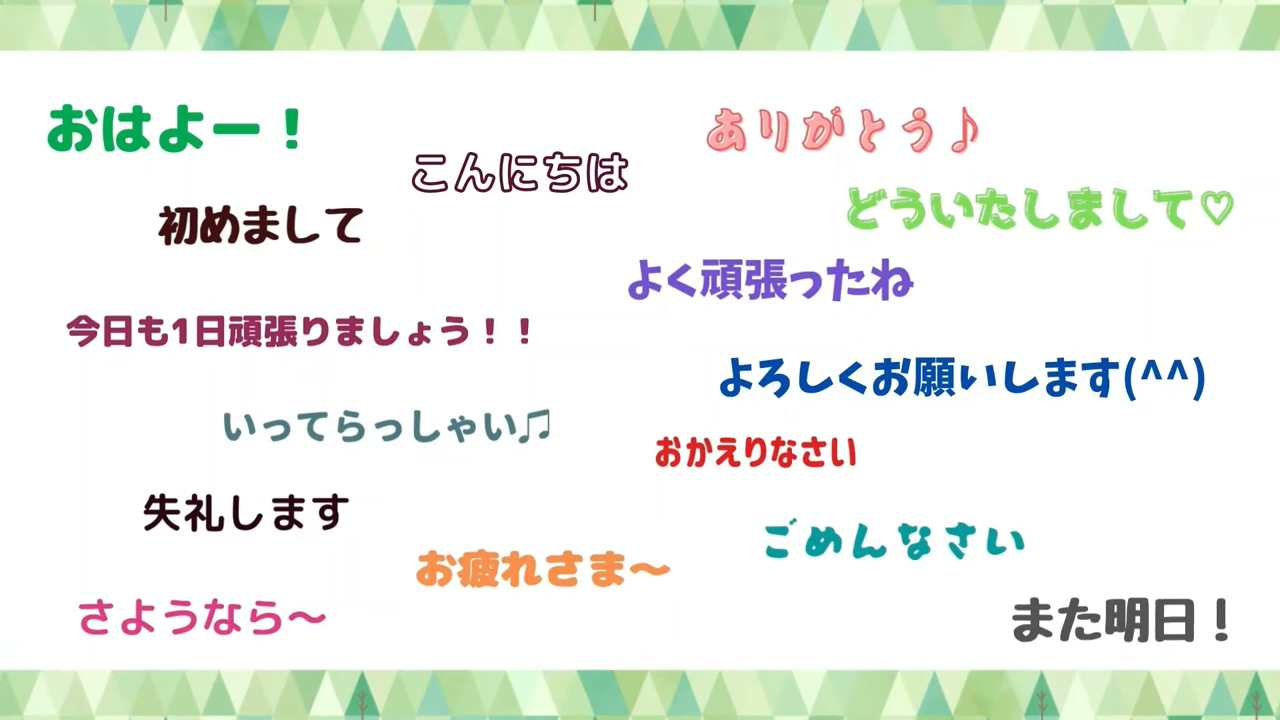 おはよー！
こんにちは
初めまして
今日も1日頑張りましょう！！
いってらっしゃい♫
失礼します
お疲れさま〜
さようなら〜
ありがとう♪
どういたしまして♡
よく頑張ったね
よろしくお願いします(^^)
おかえりなさい
ごめんなさい
また明日！